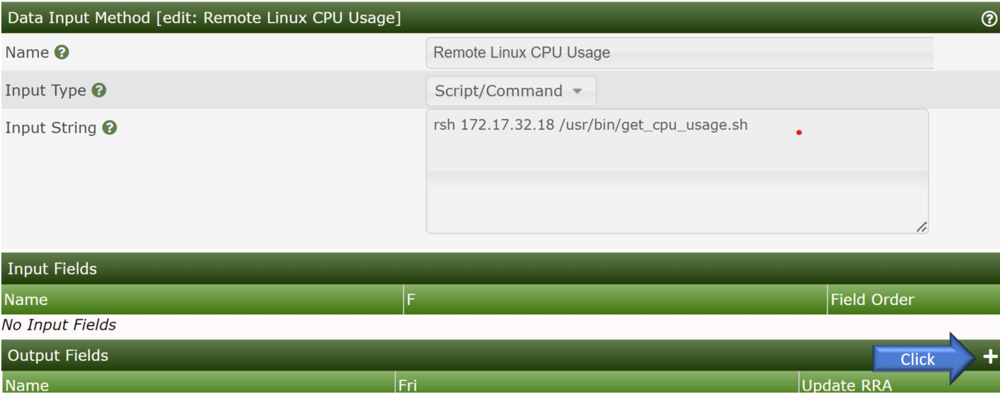 Data Input Method [edit: Remote Linux CPU Usage]
Name
Remote Linux CPU Usage
Input Type
Script/Command
Input String
rsh 172.17.32.18 /usr/bin/get_cpu_usage.sh
Input Fields
Name F Field Order
No Input Fields
Output Fields
Click
Name Fri Update RRA